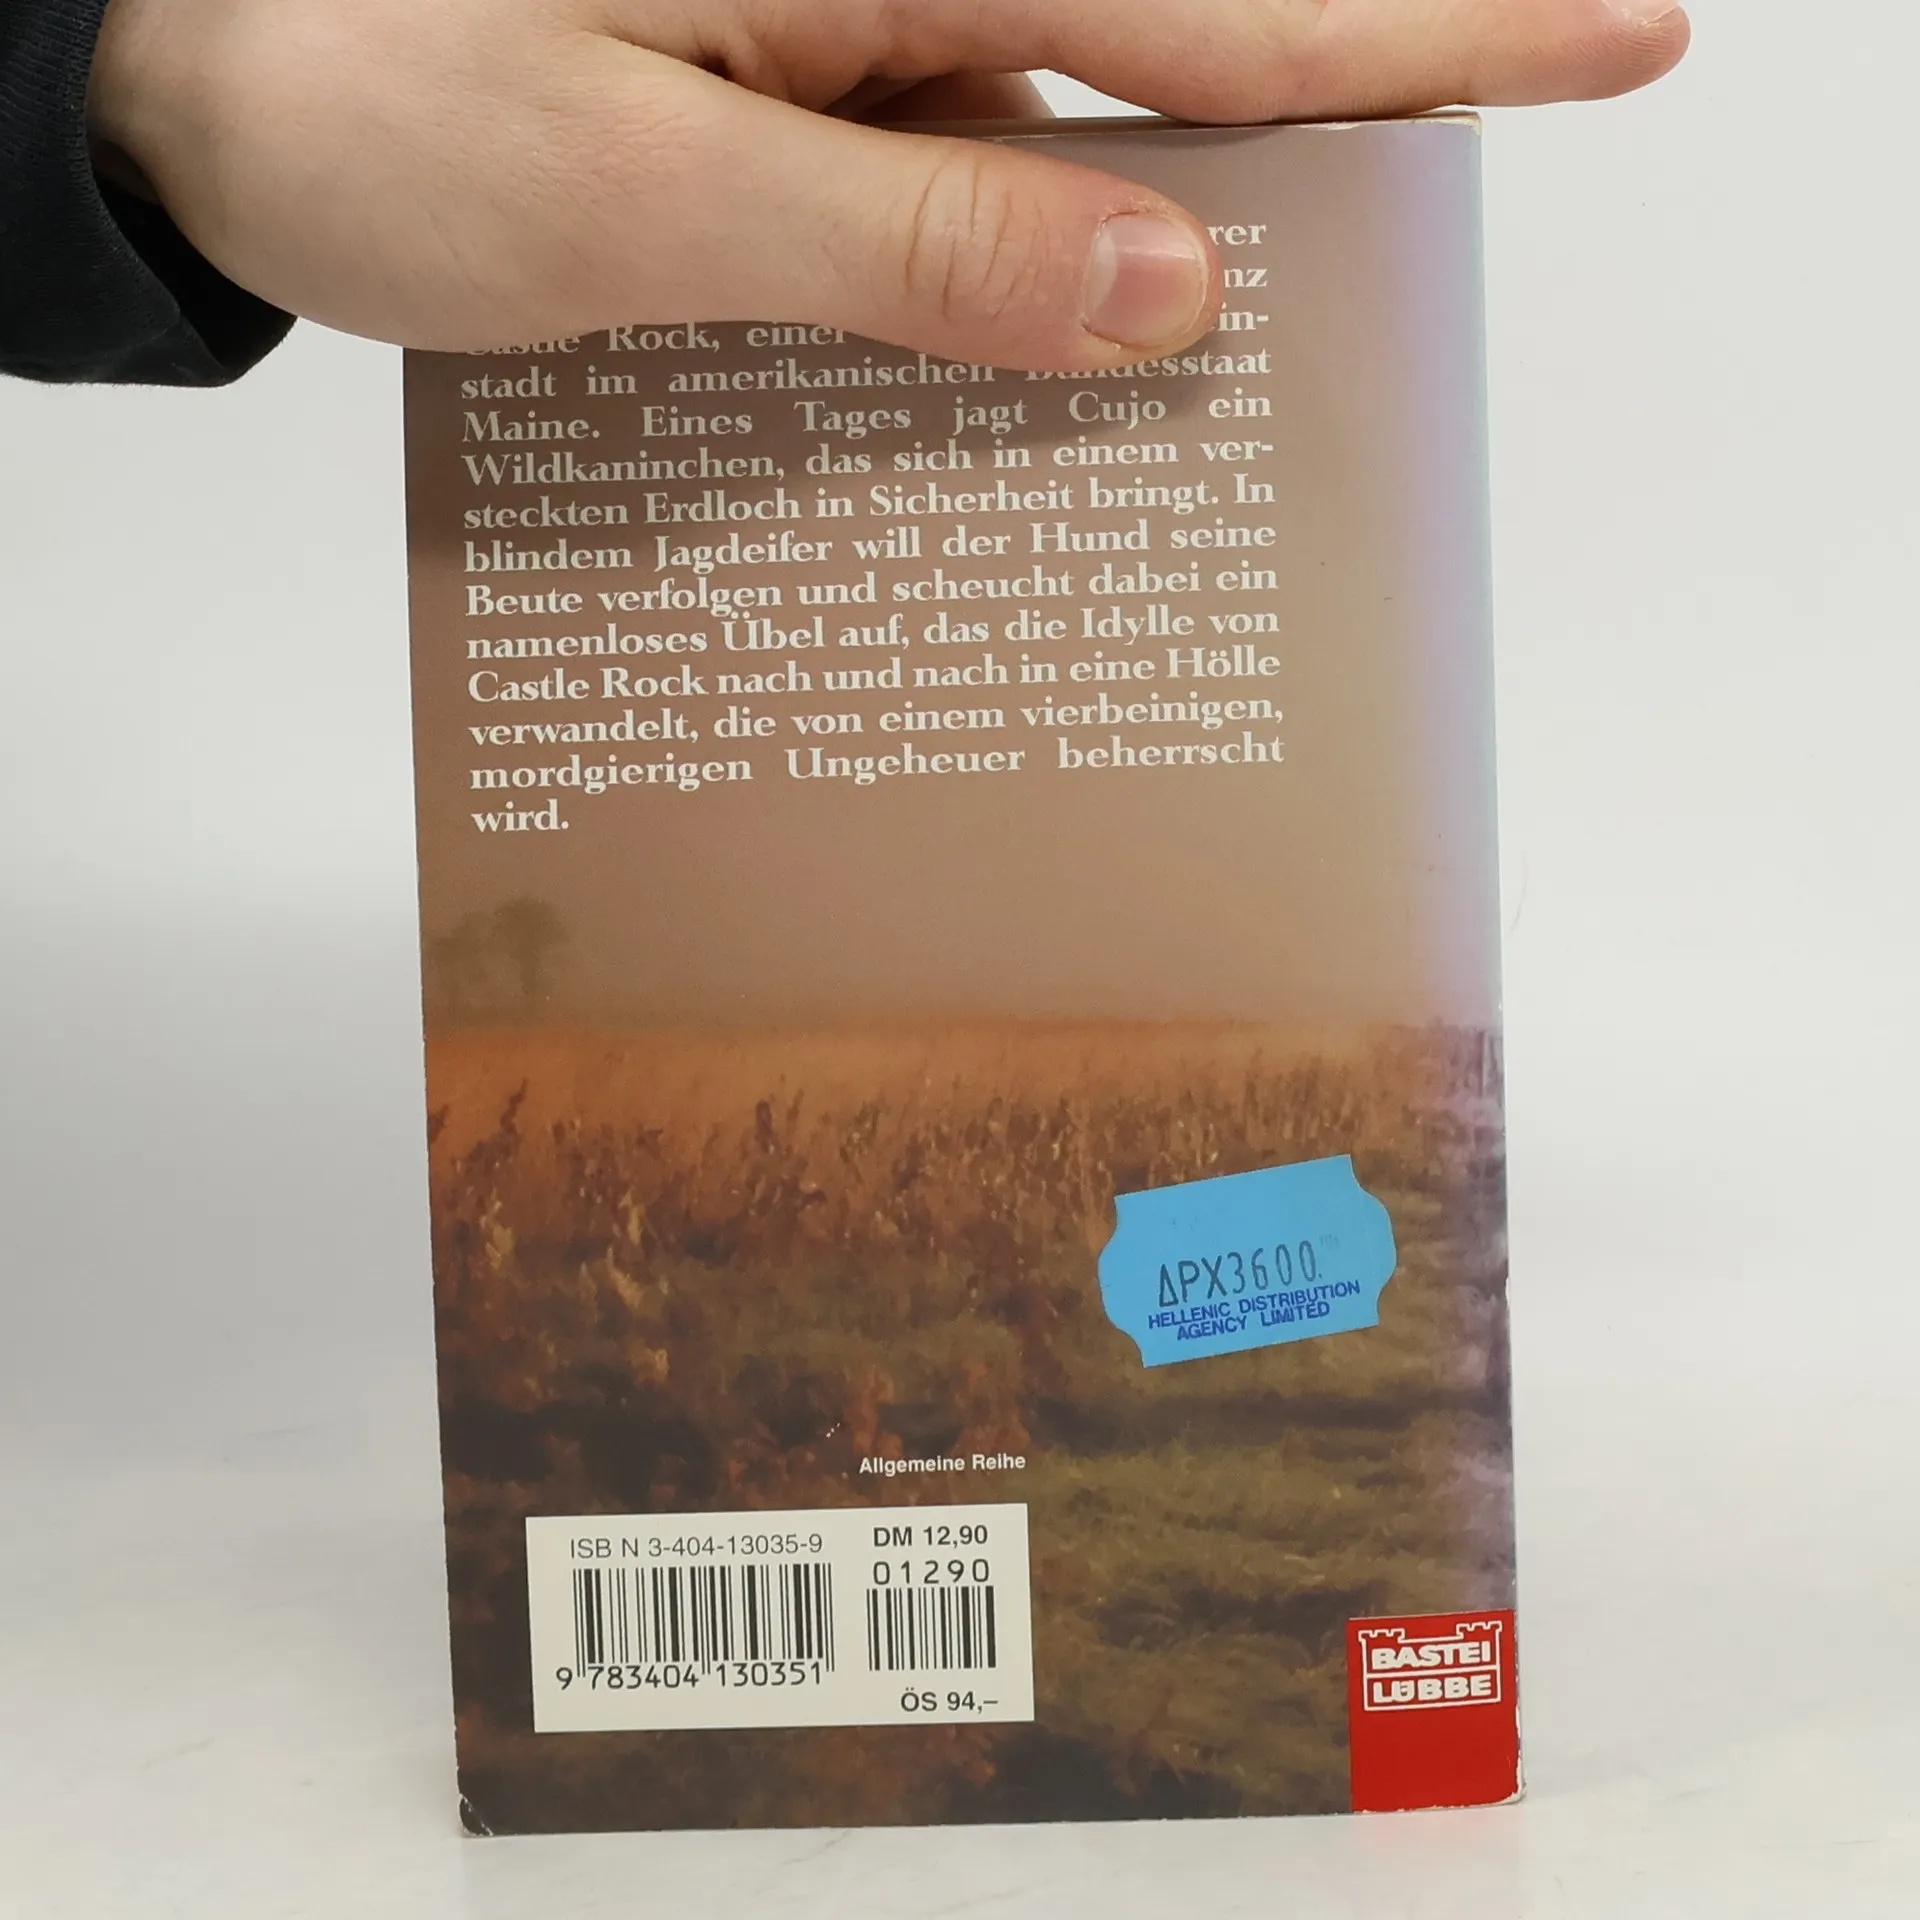 Rock, einer
stadt im amerikanischen Bundesstaat
Maine. Eines Tages jagt Cujo ein
Wildkaninchen, das sich in einem ver-
steckten Erdloch in Sicherheit bringt. In
blindem Jagdeifer will der Hund seine
Beute verfolgen und scheucht dabei ein
namenloses Übel auf, das die Idylle von
Castle Rock nach und nach in eine Hölle
verwandelt, die von einem vierbeinigen,
mordgierigen Ungeheuer beherrscht
wird.
ΔΡΧ3600
HELLENIC DISTRIBUTION
AGENCY LIMITED
Allgemeine Reihe
ISBN 3-404-13035-9
DM 12,90
01290
9 783404 130351
ÖS 94,–
BASTEI
LÜBBE